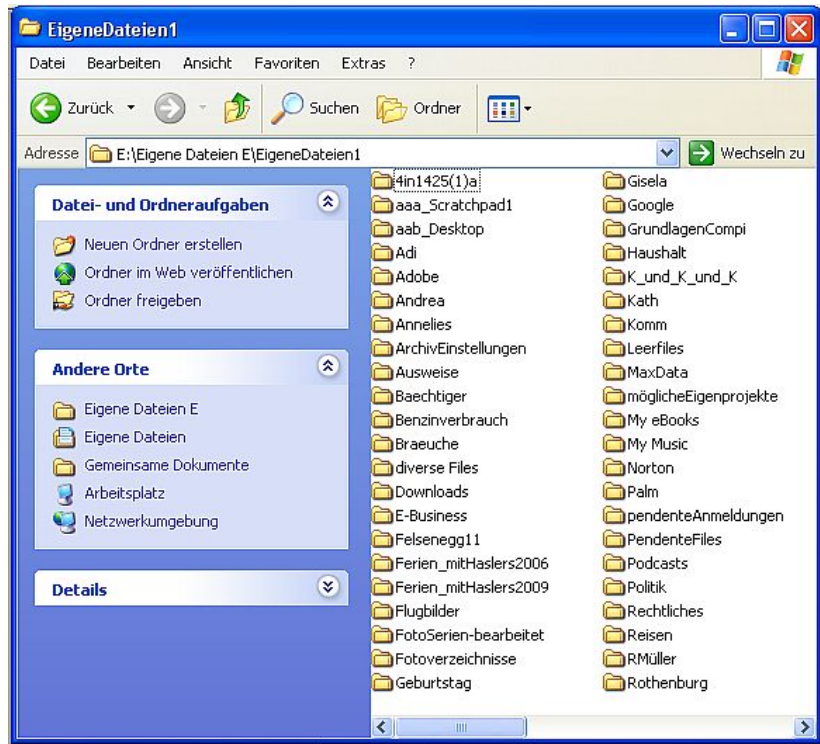 EigeneDateien1
Datei Bearbeiten Ansicht Favoriten Extras ?
Zurück Suchen Ordner
Adresse E:\Eigene Dateien E\EigeneDateien1 Wechseln zu
Datei- und Ordneraufgaben
Neuen Ordner erstellen
Ordner im Web veröffentlichen
Ordner freigeben
Andere Orte
Eigene Dateien E
Eigene Dateien
Gemeinsame Dokumente
Arbeitsplatz
Netzwerkumgebung
Details
4in1425(1)a
aaa_Scratchpad1
aab_Desktop
Adi
Adobe
Andrea
Annelies
ArchivEinstellungen
Ausweise
Baechtiger
Benzinverbrauch
Braeuche
diverse Files
Downloads
E-Business
Felsenegg11
Ferien_mitHaslers2006
Ferien_mitHaslers2009
Flugbilder
FotoSerien-bearbeitet
Fotoverzeichnisse
Geburtstag
Gisela
Google
GrundlagenCompi
Haushalt
K_und_K_und_K
Kath
Komm
Leerfiles
MaxData
möglicheEigenprojekte
My eBooks
My Music
Norton
Palm
pendenteAnmeldungen
PendenteFiles
Podcasts
Politik
Rechtliches
Reisen
RMüller
Rothenburg